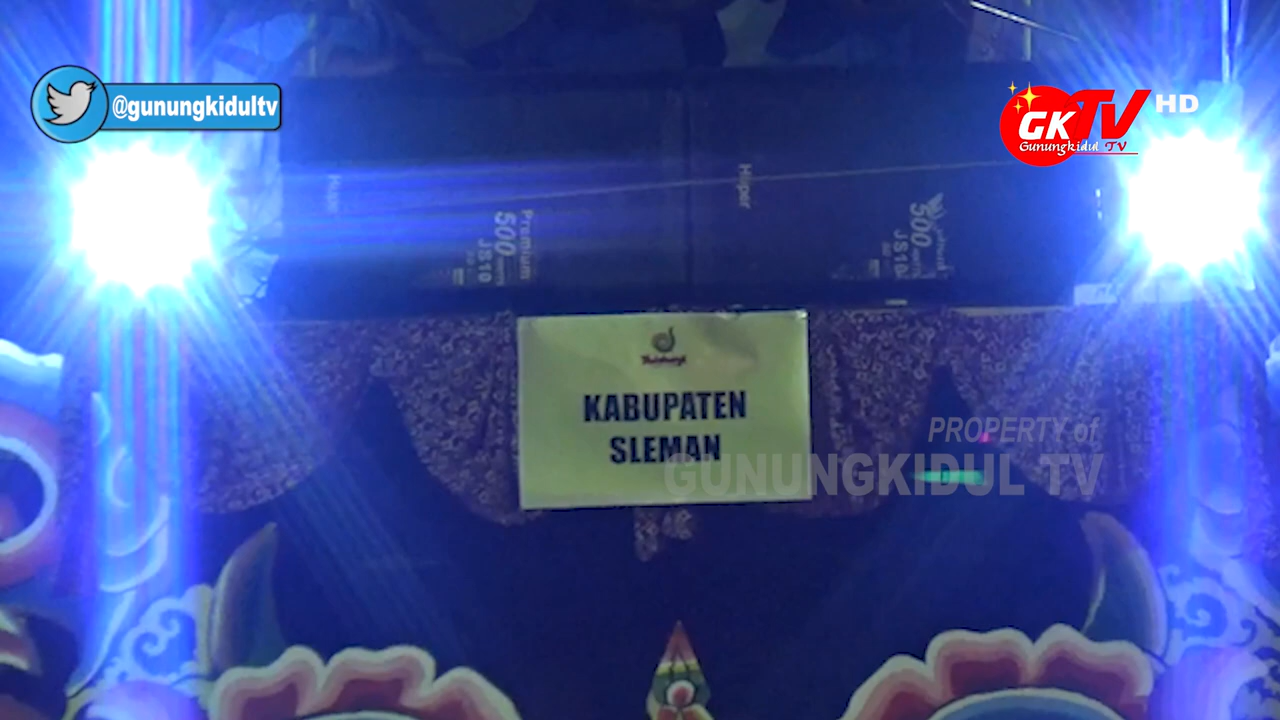 @gunungkidultv
GKTV HD
Gunungkidul TV
Hiper
Premium
500
JS10
500
JS10
KABUPATEN
SLEMAN
PROPERTY of
GUNUNGKIDUL TV